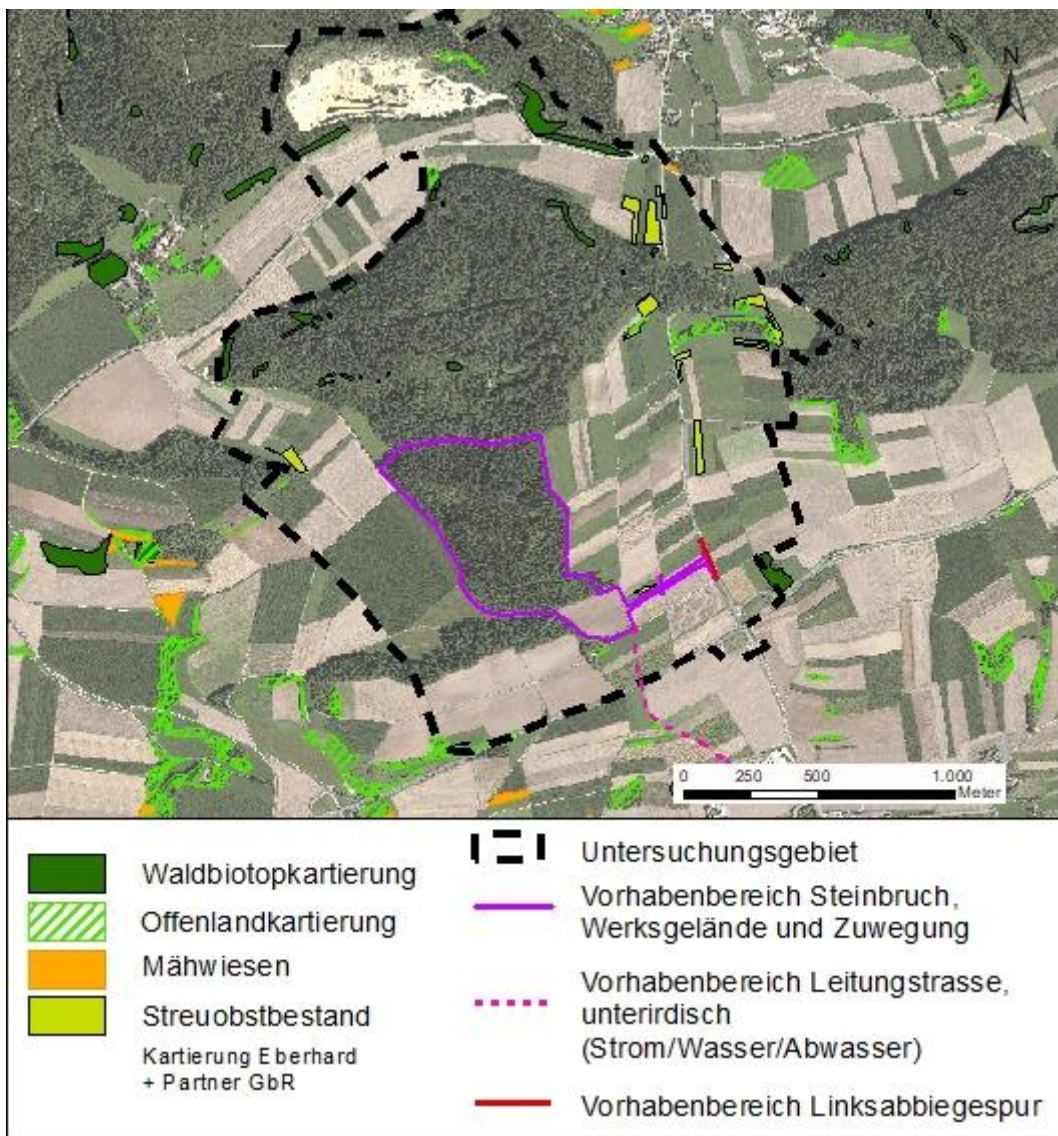 N
0 250 500 1.000
Meter
Waldbiotopkartierung
Offenlandkartierung
Mähwiesen
Streuobstbestand
Kartierung Eberhard
+ Partner GbR
Untersuchungsgebiet
Vorhabenbereich Steinbruch,
Werksgelände und Zuwegung
Vorhabenbereich Leitungstrasse,
unterirdisch
(Strom/Wasser/Abwasser)
Vorhabenbereich Linksabbiegespur